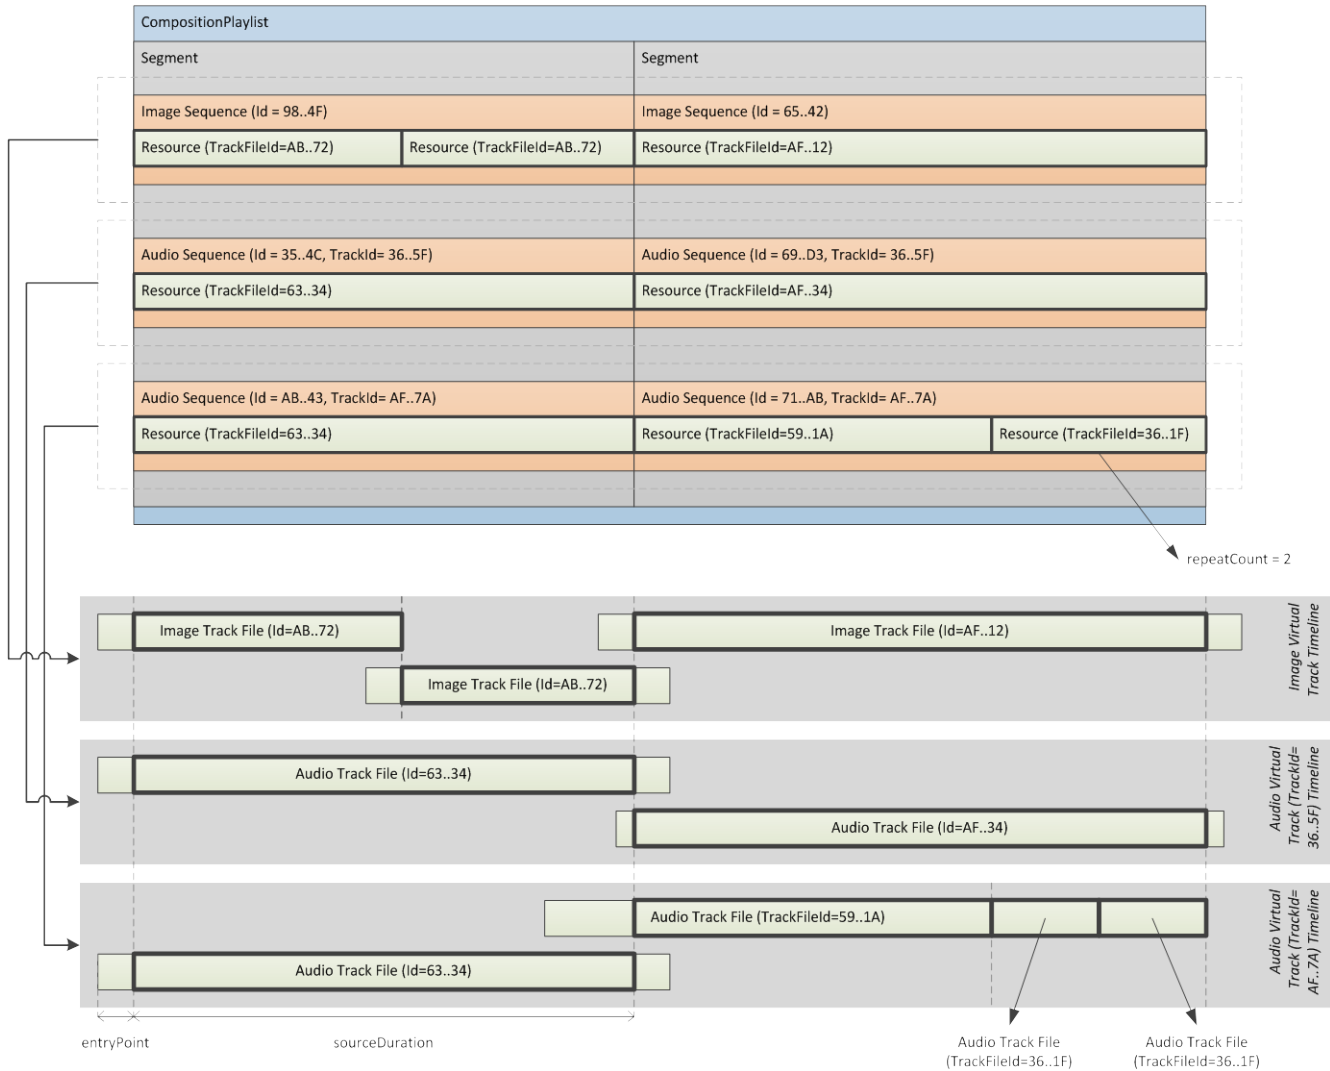 CompositionPlaylist
Segment
Segment
Image Sequence (Id = 98..4F)
Image Sequence (Id = 65..42)
Resource (TrackFileId=AB..72)
Resource (TrackFileId=AB..72)
Resource (TrackFileId=AF..12)
Audio Sequence (Id = 35..4C, TrackId= 36..5F)
Audio Sequence (Id = 69..D3, TrackId= 36..5F)
Resource (TrackFileId=63..34)
Resource (TrackFileId=AF..34)
Audio Sequence (Id = AB..43, TrackId= AF..7A)
Audio Sequence (Id = 71..AB, TrackId= AF..7A)
Resource (TrackFileId=63..34)
Resource (TrackFileId=59..1A)
Resource (TrackFileId=36..1F)
repeatCount = 2
Image Track File (Id=AB..72)
Image Track File (Id=AF..12)
Image Track File (Id=AB..72)
Image Virtual
Track Timeline
Audio Track File (Id=63..34)
Audio Track File (Id=AF..34)
Audio Virtual
Track (TrackId=
36..5F) Timeline
Audio Track File (TrackFileId=59..1A)
Audio Track File (Id=63..34)
Audio Virtual
Track (TrackId=
AF..7A) Timeline
entryPoint
sourceDuration
Audio Track File
(TrackFileId=36..1F)
Audio Track File
(TrackFileId=36..1F)